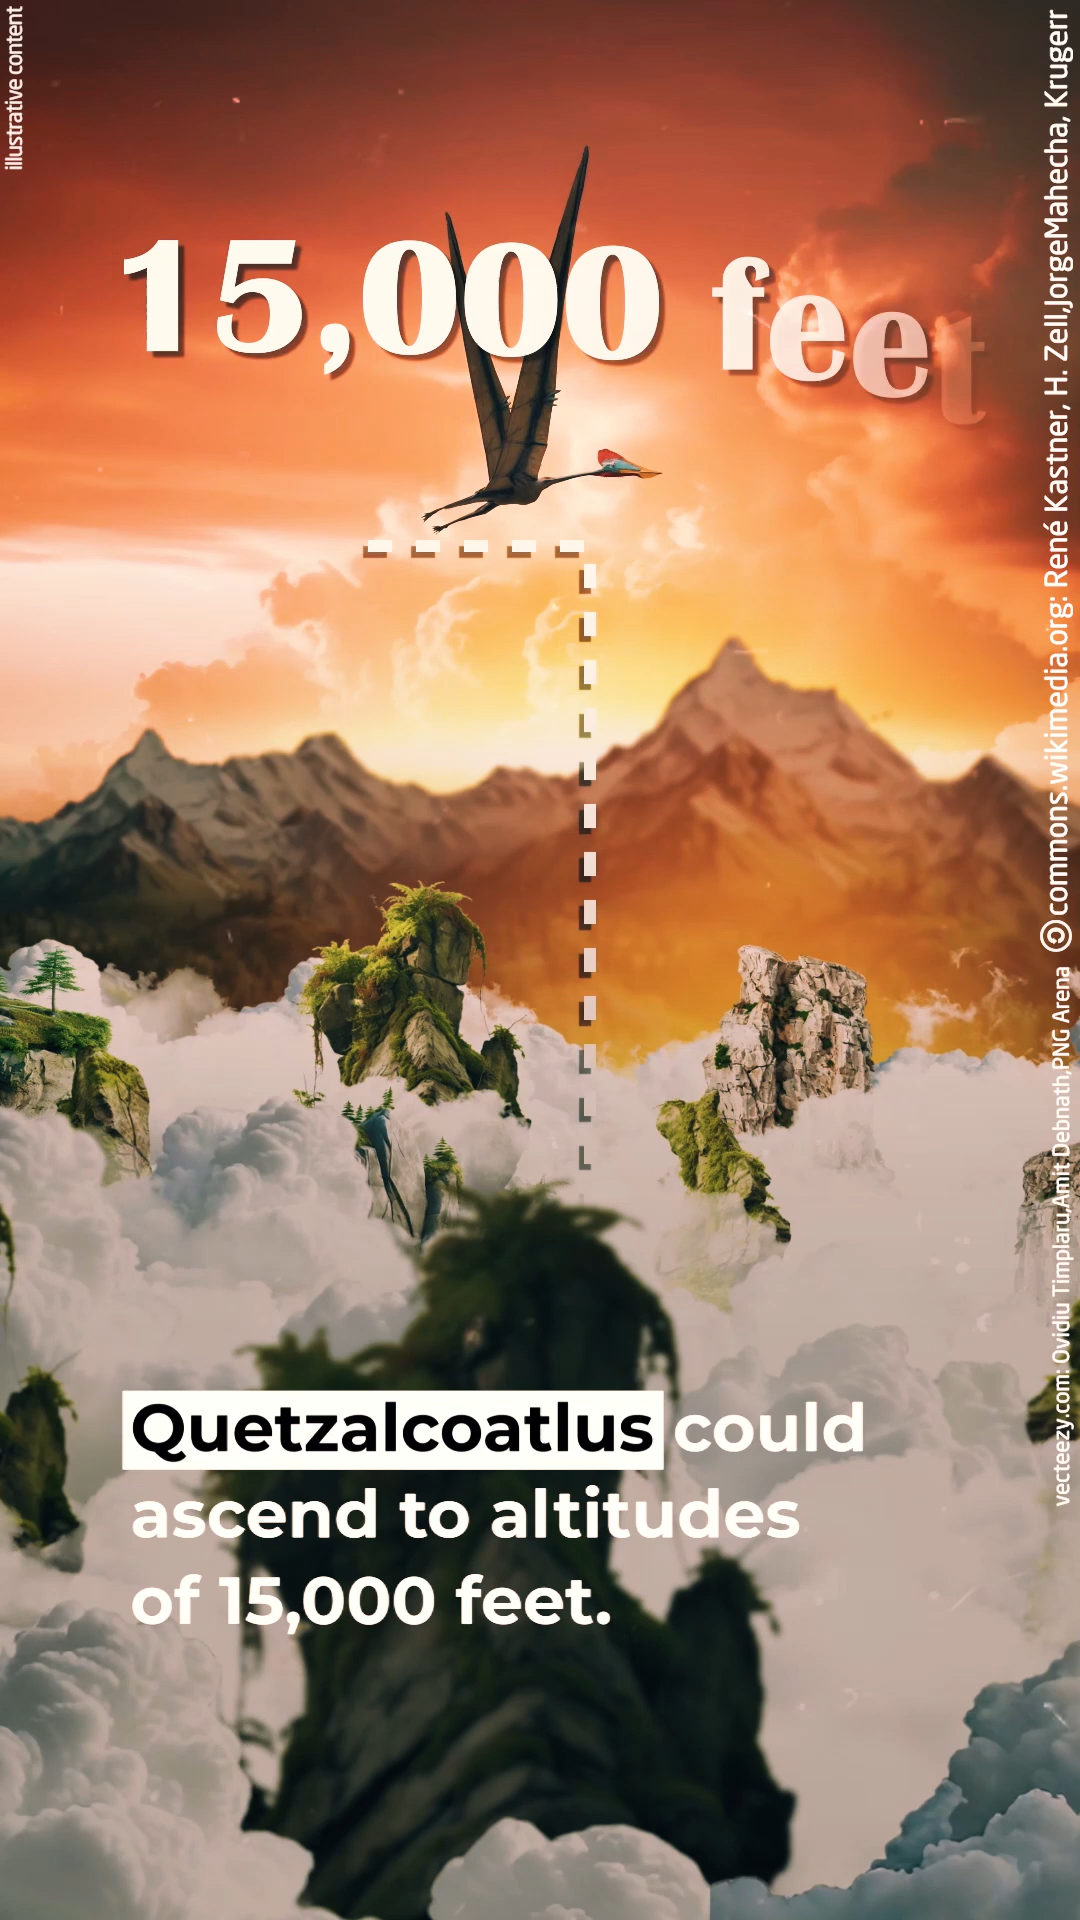 illustrative content
15,000 feet
Quetzalcoatlus could
ascend to altitudes
of 15,000 feet.
vecteezy.com: Ovidiu Timplaru,Amit Debnath,PNG Arena commons.wikimedia.org: René Kastner, H. Zell,JorgeMahecha, Krugerr